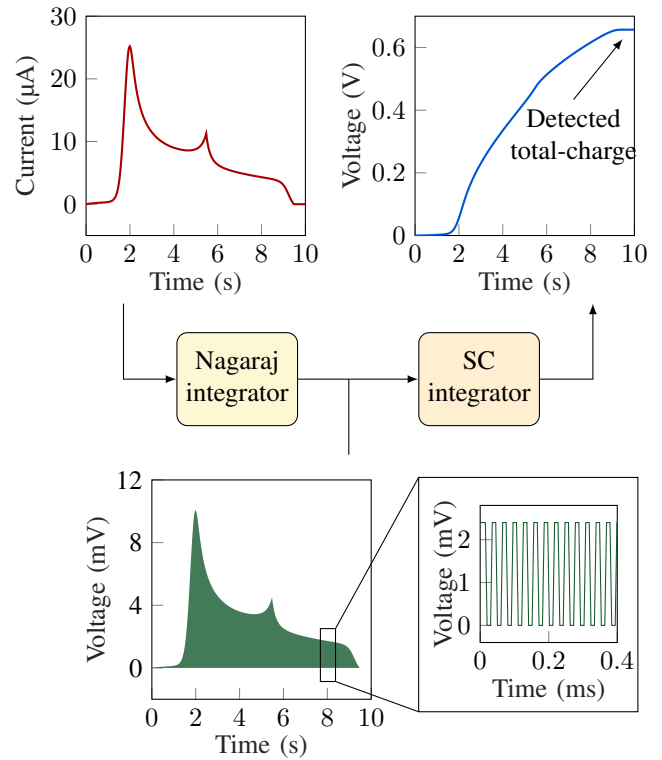 30
20
10
0
Current (μA)
0 2 4 6 8 10
Time (s)
0.6
0.4
0.2
0
Voltage (V)
Detected
total-charge
0 2 4 6 8 10
Time (s)
Nagaraj
integrator
SC
integrator
12
8
4
0
Voltage (mV)
0 2 4 6 8 10
Time (s)
2
1
0
Voltage (mV)
0 0.2 0.4
Time (ms)